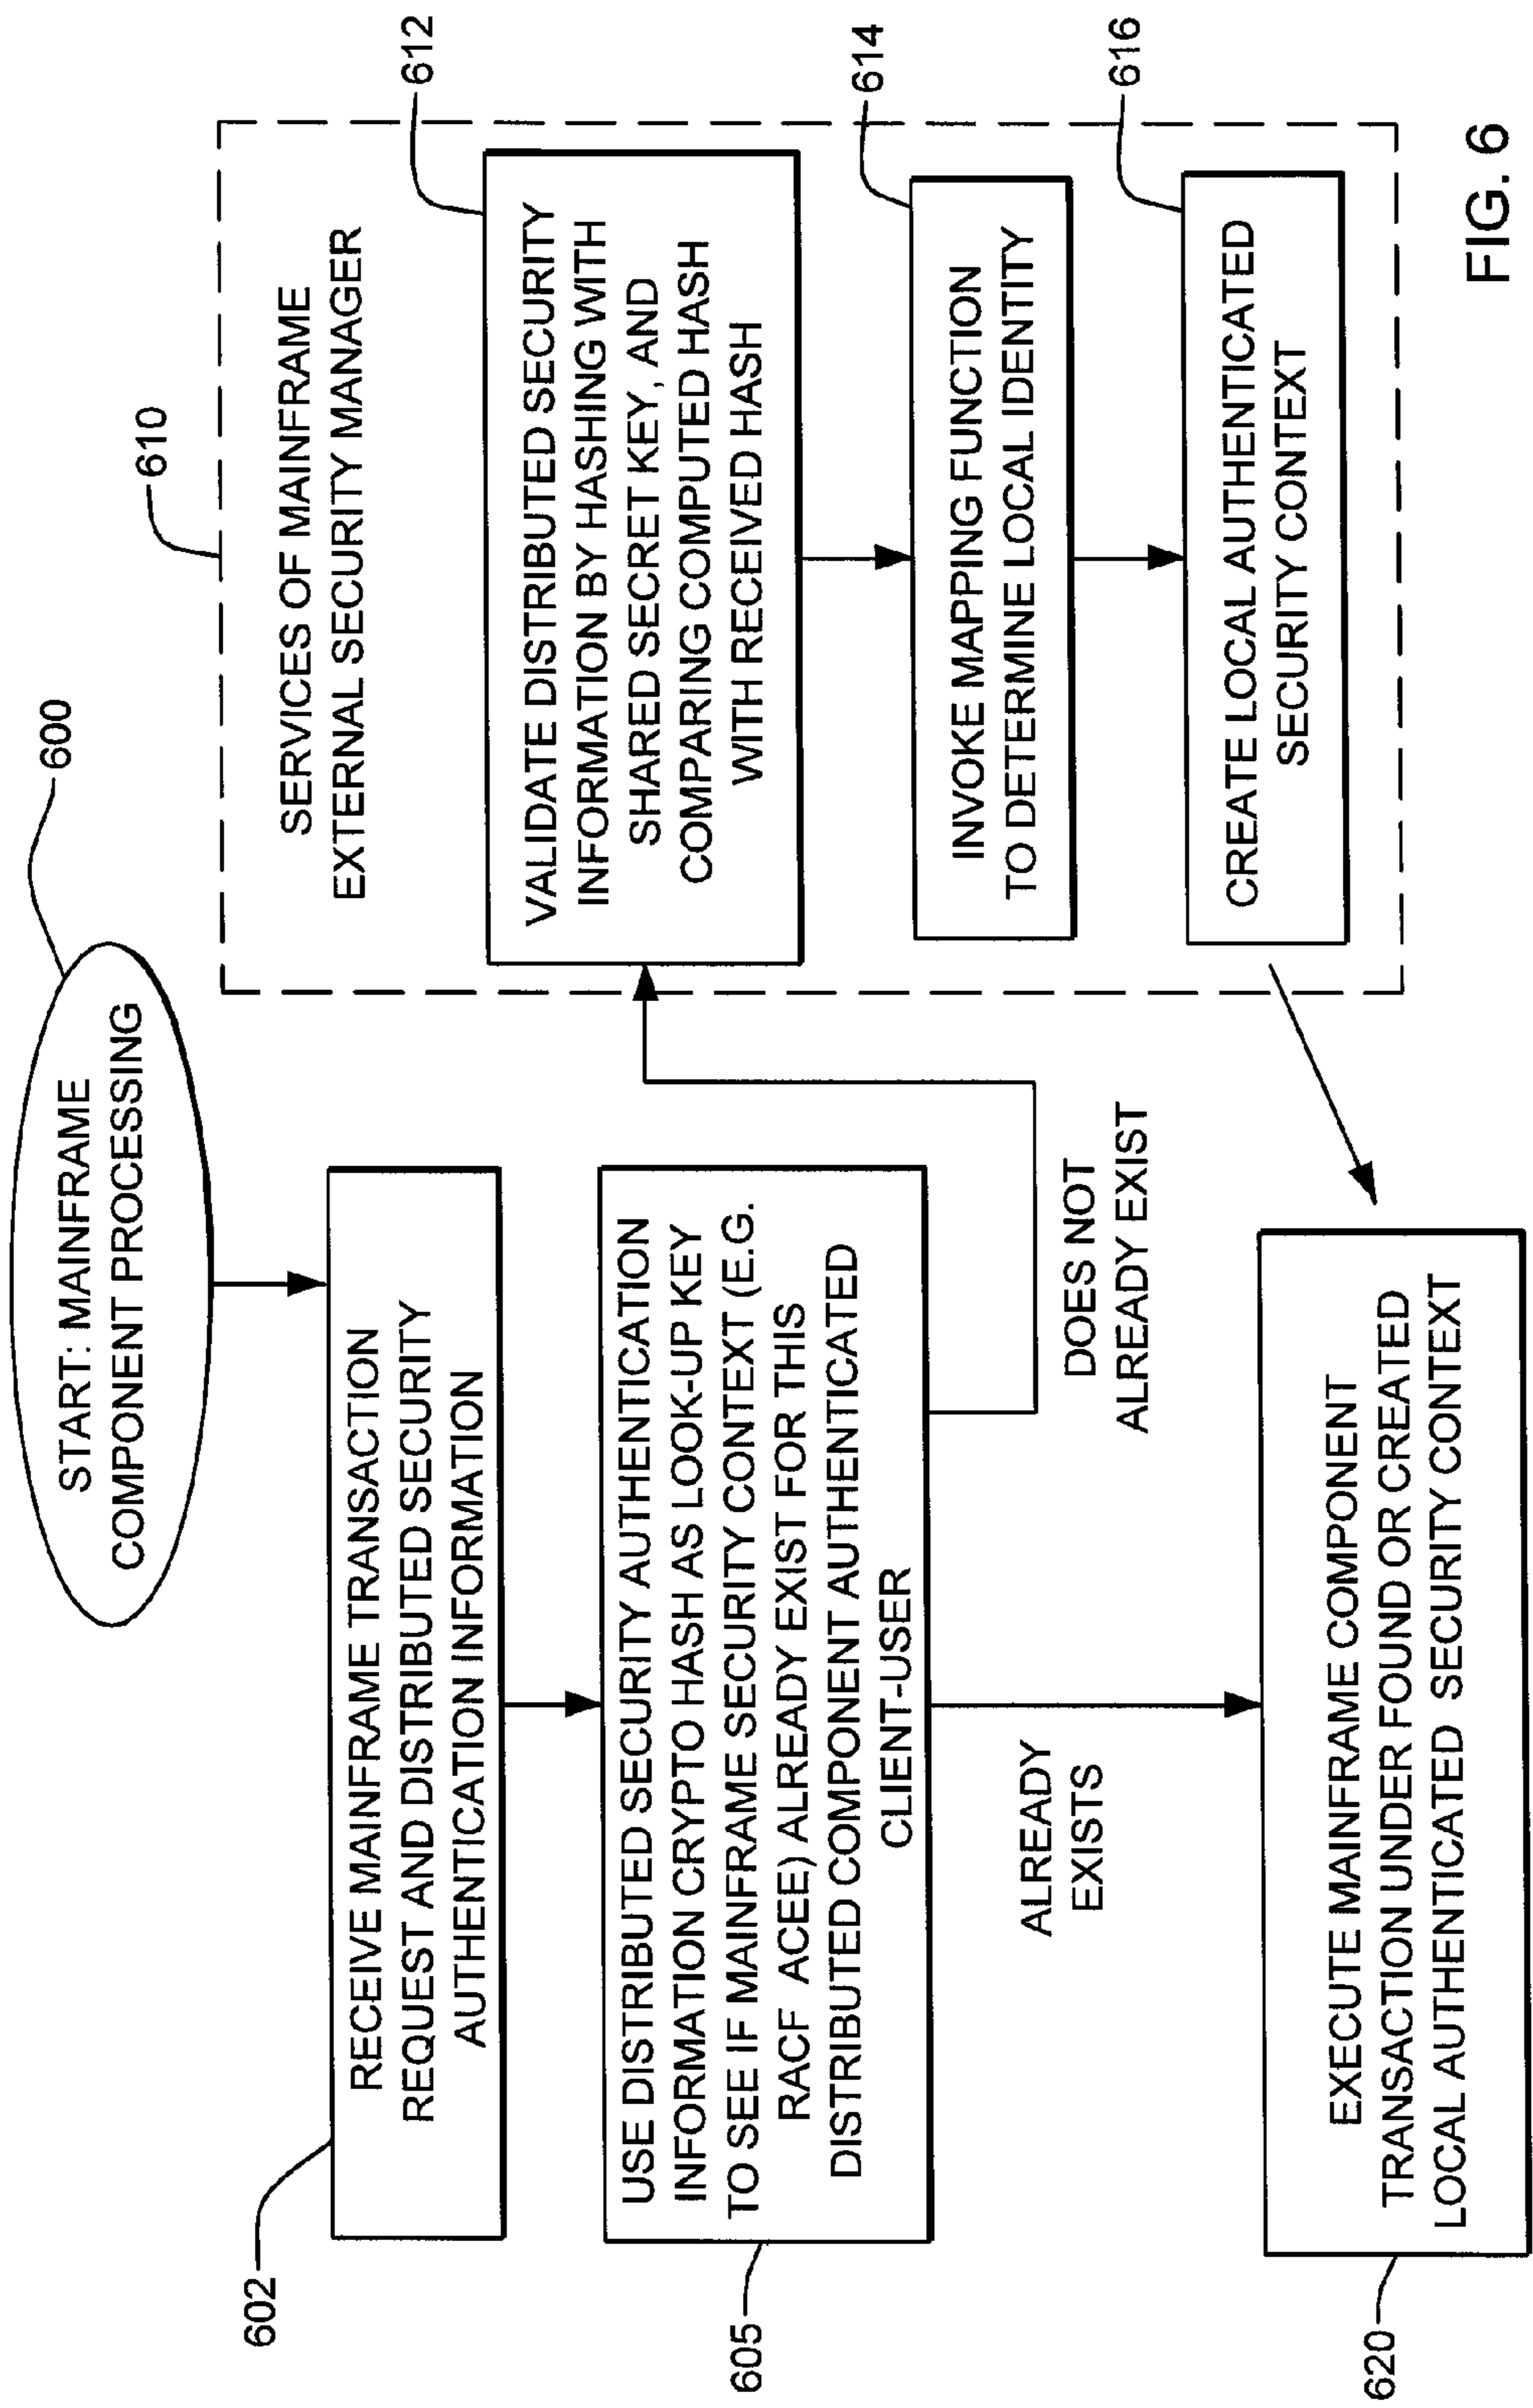 600
START: MAINFRAME
COMPONENT PROCESSING
602
RECEIVE MAINFRAME TRANSACTION
REQUEST AND DISTRIBUTED SECURITY
AUTHENTICATION INFORMATION
605
USE DISTRIBUTED SECURITY AUTHENTICATION
INFORMATION CRYPTO HASH AS LOOK-UP KEY
TO SEE IF MAINFRAME SECURITY CONTEXT (E.G.
RACF ACEE) ALREADY EXIST FOR THIS
DISTRIBUTED COMPONENT AUTHENTICATED
CLIENT-USER
ALREADY
EXISTS
DOES NOT
ALREADY EXIST
610
SERVICES OF MAINFRAME
EXTERNAL SECURITY MANAGER
612
VALIDATE DISTRIBUTED SECURITY
INFORMATION BY HASHING WITH
SHARED SECRET KEY, AND
COMPARING COMPUTED HASH
WITH RECEIVED HASH
614
INVOKE MAPPING FUNCTION
TO DETERMINE LOCAL IDENTITY
616
CREATE LOCAL AUTHENTICATED
SECURITY CONTEXT
620
EXECUTE MAINFRAME COMPONENT
TRANSACTION UNDER FOUND OR CREATED
LOCAL AUTHENTICATED SECURITY CONTEXT
FIG. 6